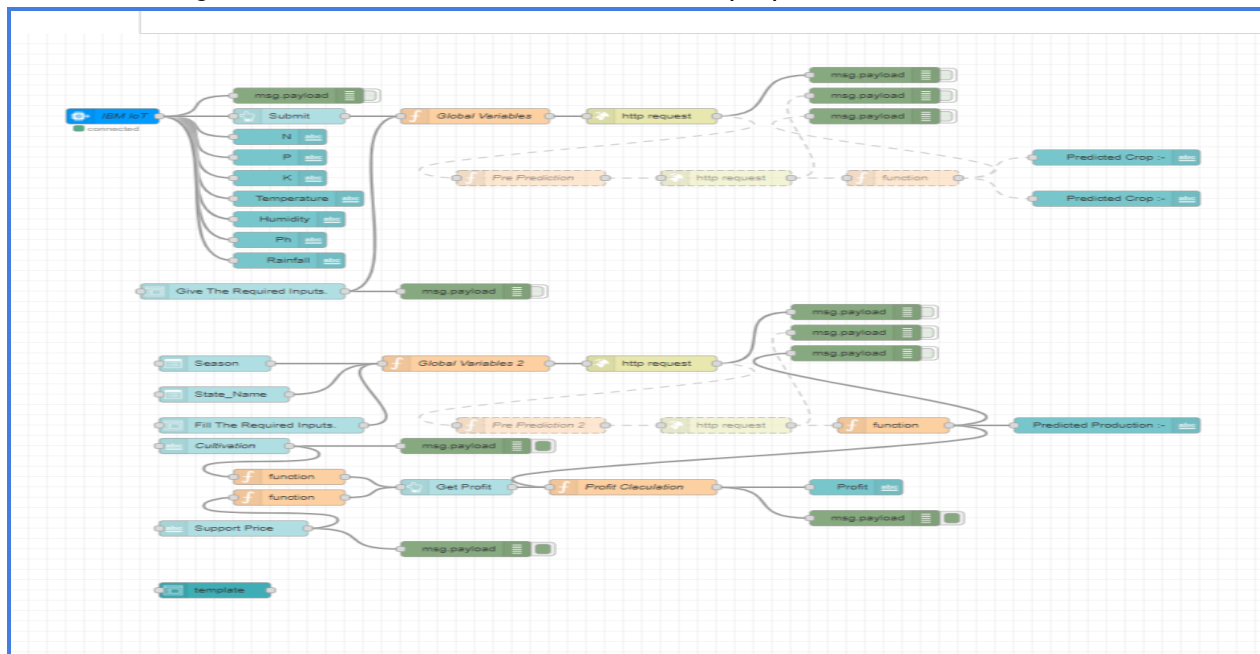 msg.payload
msg.payload
msg.payload
IBM IoT
Submit
Global Variables
http request
msg.payload
connected
N
P
Predicted Crop :-
K
Pre Prediction
http request
function
Temperature
Predicted Crop :-
Humidity
Ph
Rainfall
Give The Required Inputs.
msg.payload
msg.payload
msg.payload
msg.payload
Season
Global Variables 2
http request
State_Name
Fill The Required Inputs.
Pre Prediction 2
http request
function
Predicted Production :-
Cultivation
msg.payload
function
Get Profit
Profit Claculation
Profit
function
msg.payload
Support Price
msg.payload
template